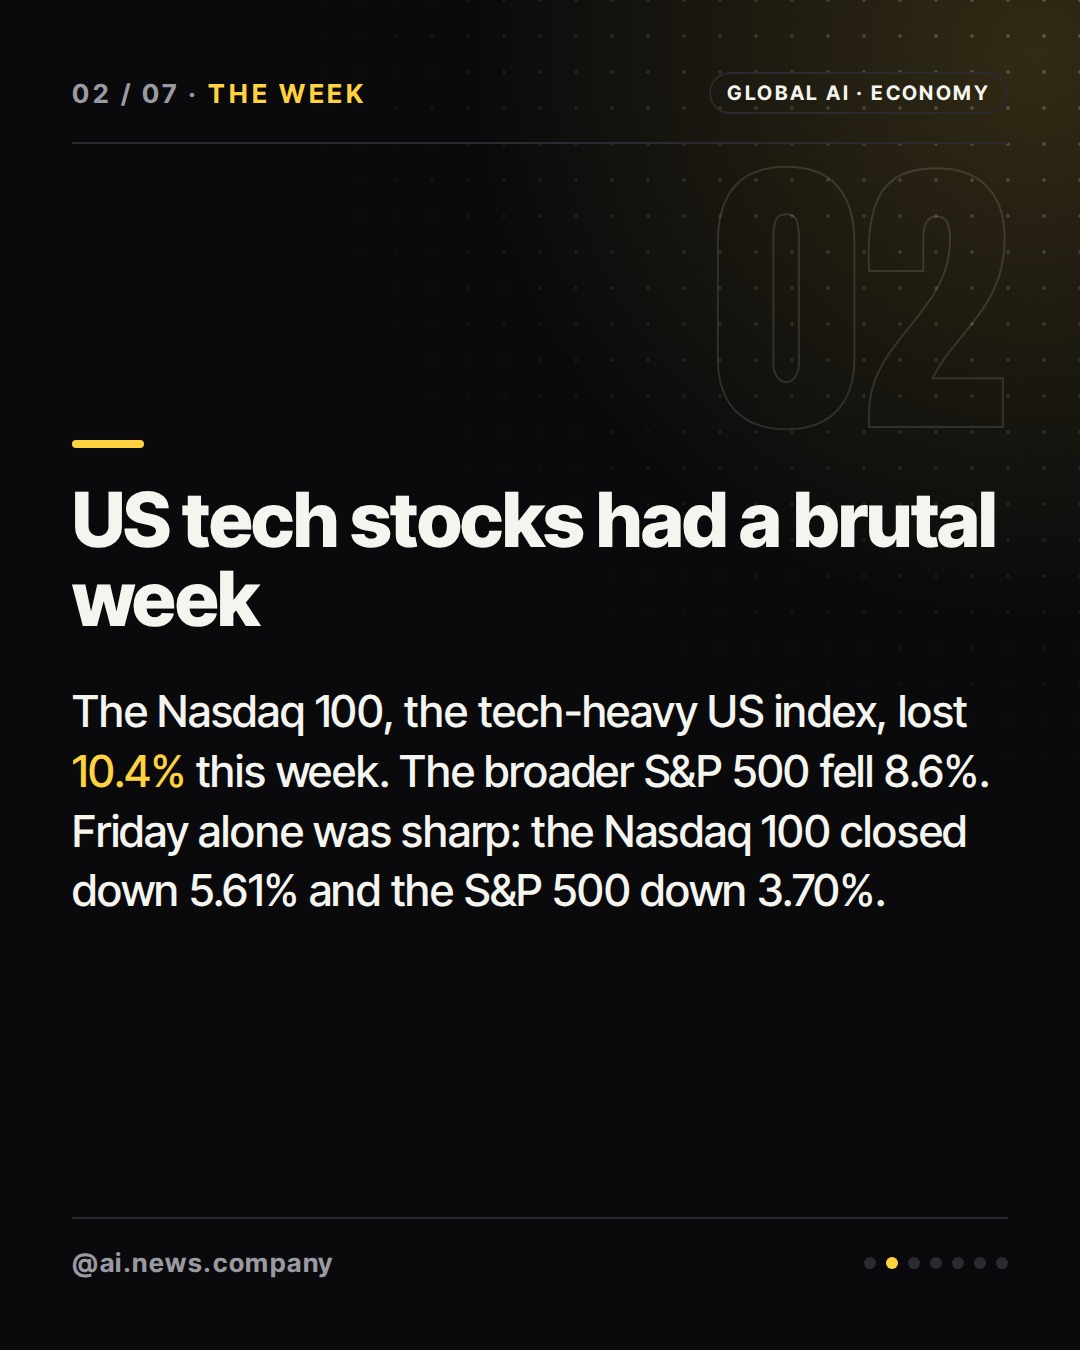 02 / 07 · THE WEEK
GLOBAL AI · ECONOMY
02
US tech stocks had a brutal
week
The Nasdaq 100, the tech-heavy US index, lost
10.4% this week. The broader S&P 500 fell 8.6%.
Friday alone was sharp: the Nasdaq 100 closed
down 5.61% and the S&P 500 down 3.70%.
@ai.news.company